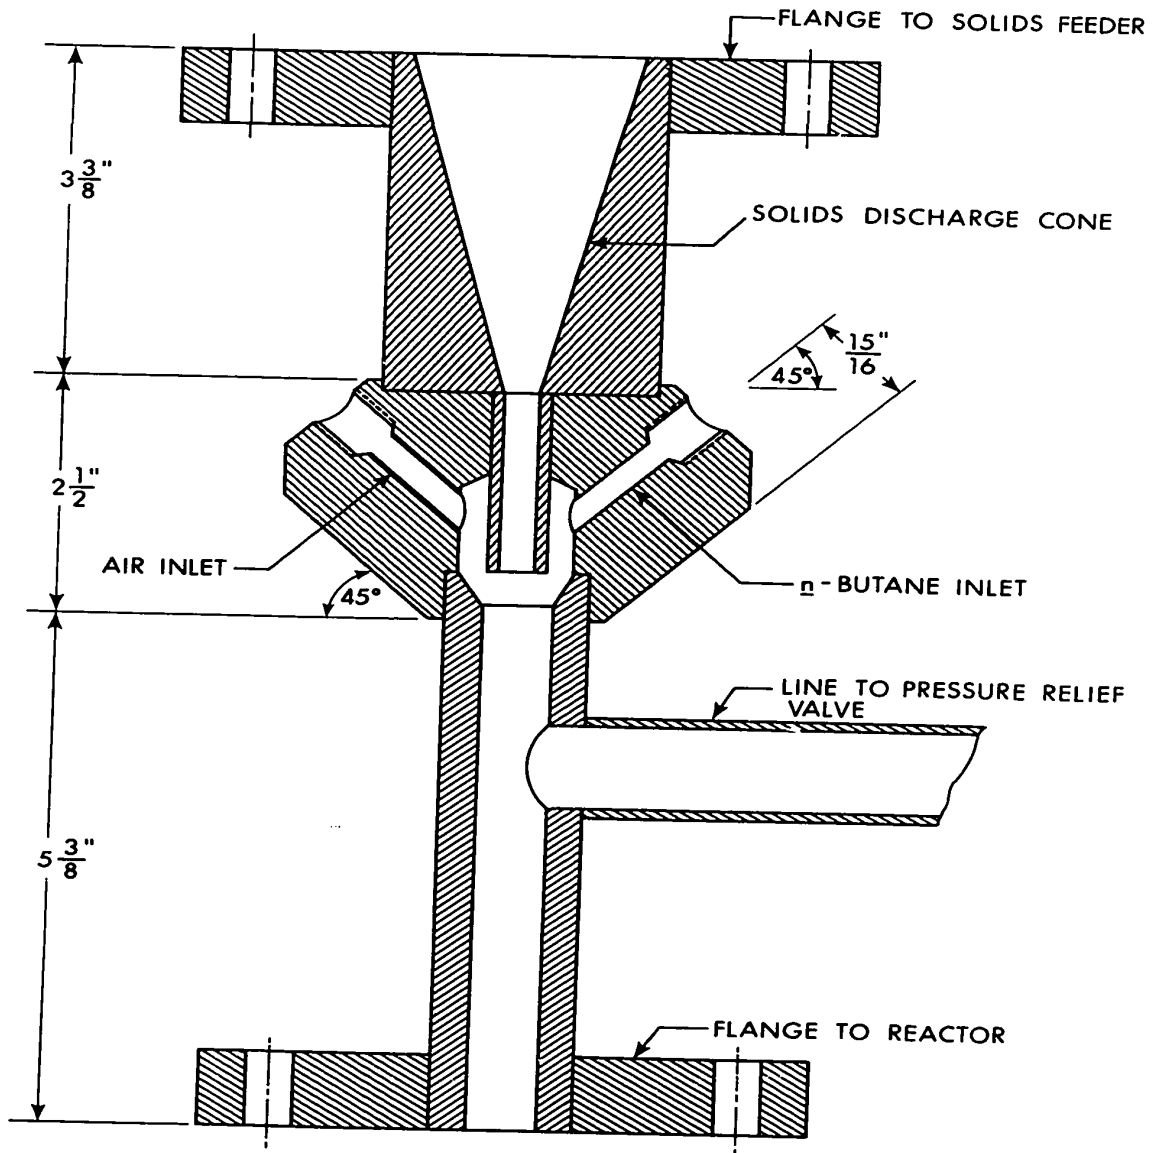 FLANGE TO SOLIDS FEEDER
3 3/8"
SOLIDS DISCHARGE CONE
15"/16
45°
2 1/2"
AIR INLET
45°
n-BUTANE INLET
LINE TO PRESSURE RELIEF
VALVE
5 3/8"
FLANGE TO REACTOR